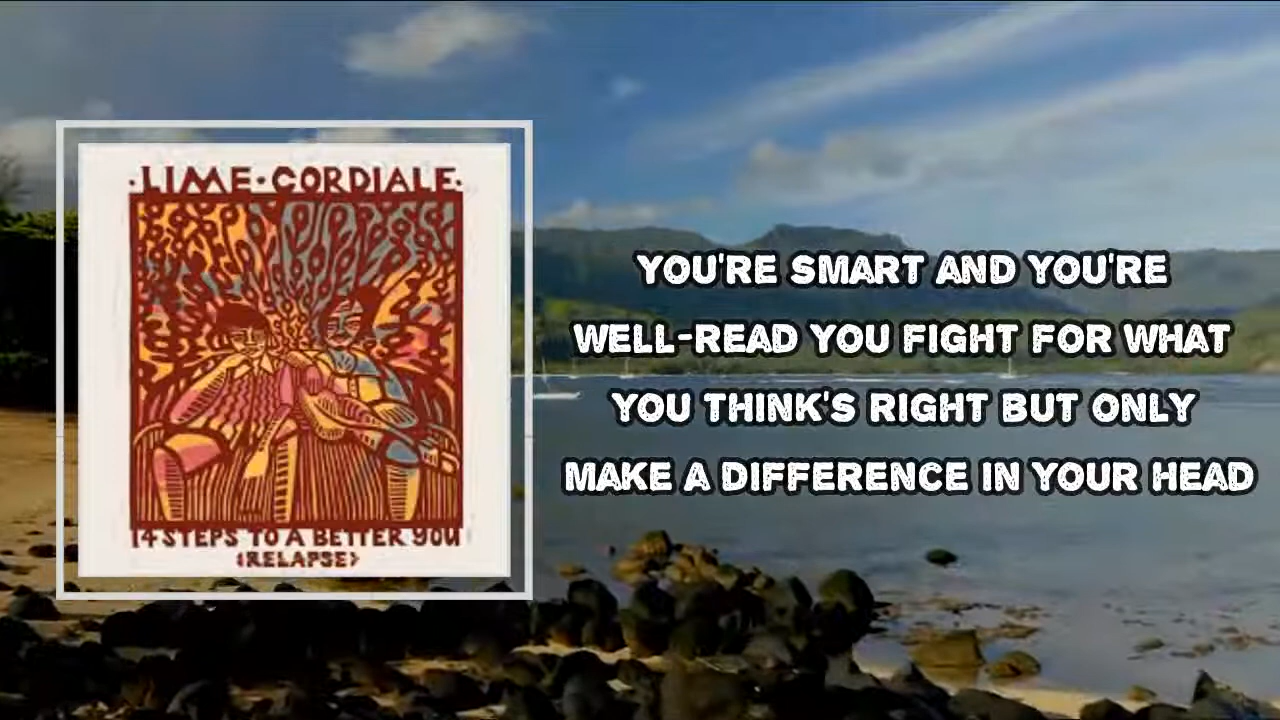 ·LIME·CORDIALE·
14 STEPS TO A BETTER YOU
(RELAPSE)
YOU'RE SMART AND YOU'RE
WELL-READ YOU FIGHT FOR WHAT
YOU THINK'S RIGHT BUT ONLY
MAKE A DIFFERENCE IN YOUR HEAD